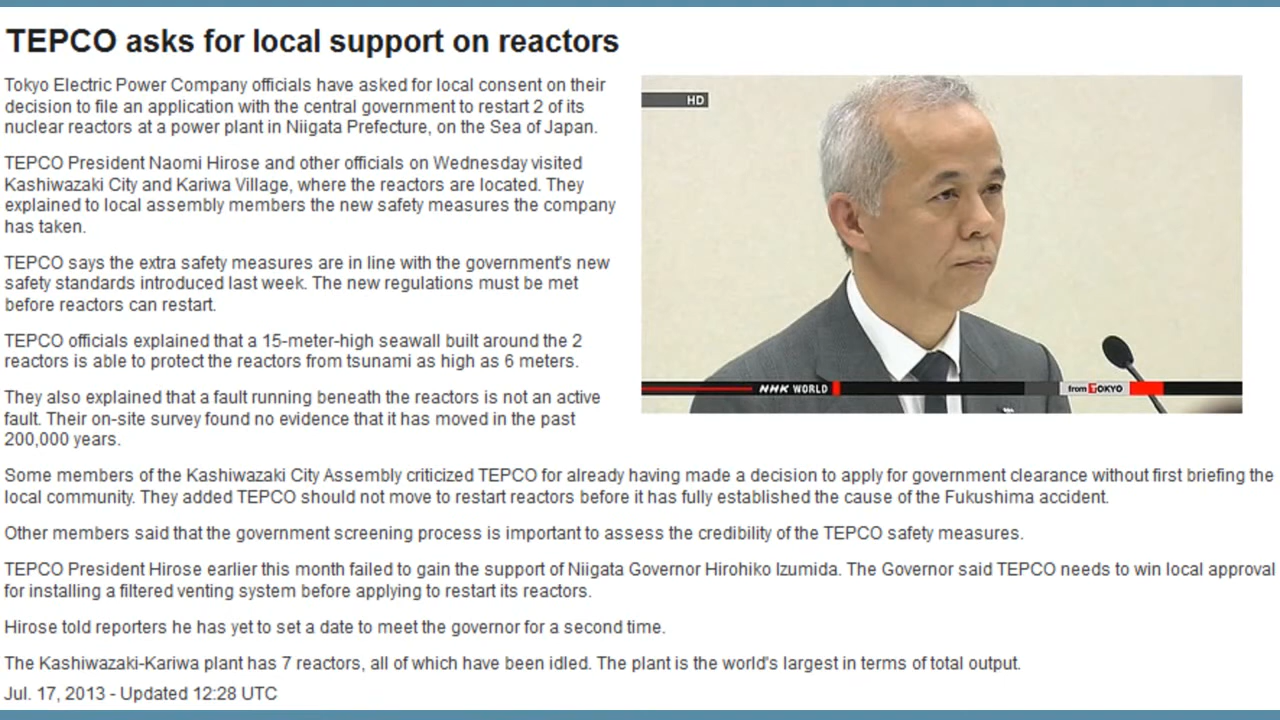 TEPCO asks for local support on reactors
Tokyo Electric Power Company officials have asked for local consent on their
decision to file an application with the central government to restart 2 of its
nuclear reactors at a power plant in Niigata Prefecture, on the Sea of Japan.
TEPCO President Naomi Hirose and other officials on Wednesday visited
Kashiwazaki City and Kariwa Village, where the reactors are located. They
explained to local assembly members the new safety measures the company
has taken.
TEPCO says the extra safety measures are in line with the government's new
safety standards introduced last week. The new regulations must be met
before reactors can restart.
TEPCO officials explained that a 15-meter-high seawall built around the 2
reactors is able to protect the reactors from tsunami as high as 6 meters.
They also explained that a fault running beneath the reactors is not an active
fault. Their on-site survey found no evidence that it has moved in the past
200,000 years.
HD
NHK WORLD
from TOKYO
Some members of the Kashiwazaki City Assembly criticized TEPCO for already having made a decision to apply for government clearance without first briefing the
local community. They added TEPCO should not move to restart reactors before it has fully established the cause of the Fukushima accident.
Other members said that the government screening process is important to assess the credibility of the TEPCO safety measures.
TEPCO President Hirose earlier this month failed to gain the support of Niigata Governor Hirohiko Izumida. The Governor said TEPCO needs to win local approval
for installing a filtered venting system before applying to restart its reactors.
Hirose told reporters he has yet to set a date to meet the governor for a second time.
The Kashiwazaki-Kariwa plant has 7 reactors, all of which have been idled. The plant is the world's largest in terms of total output.
Jul. 17, 2013 - Updated 12:28 UTC